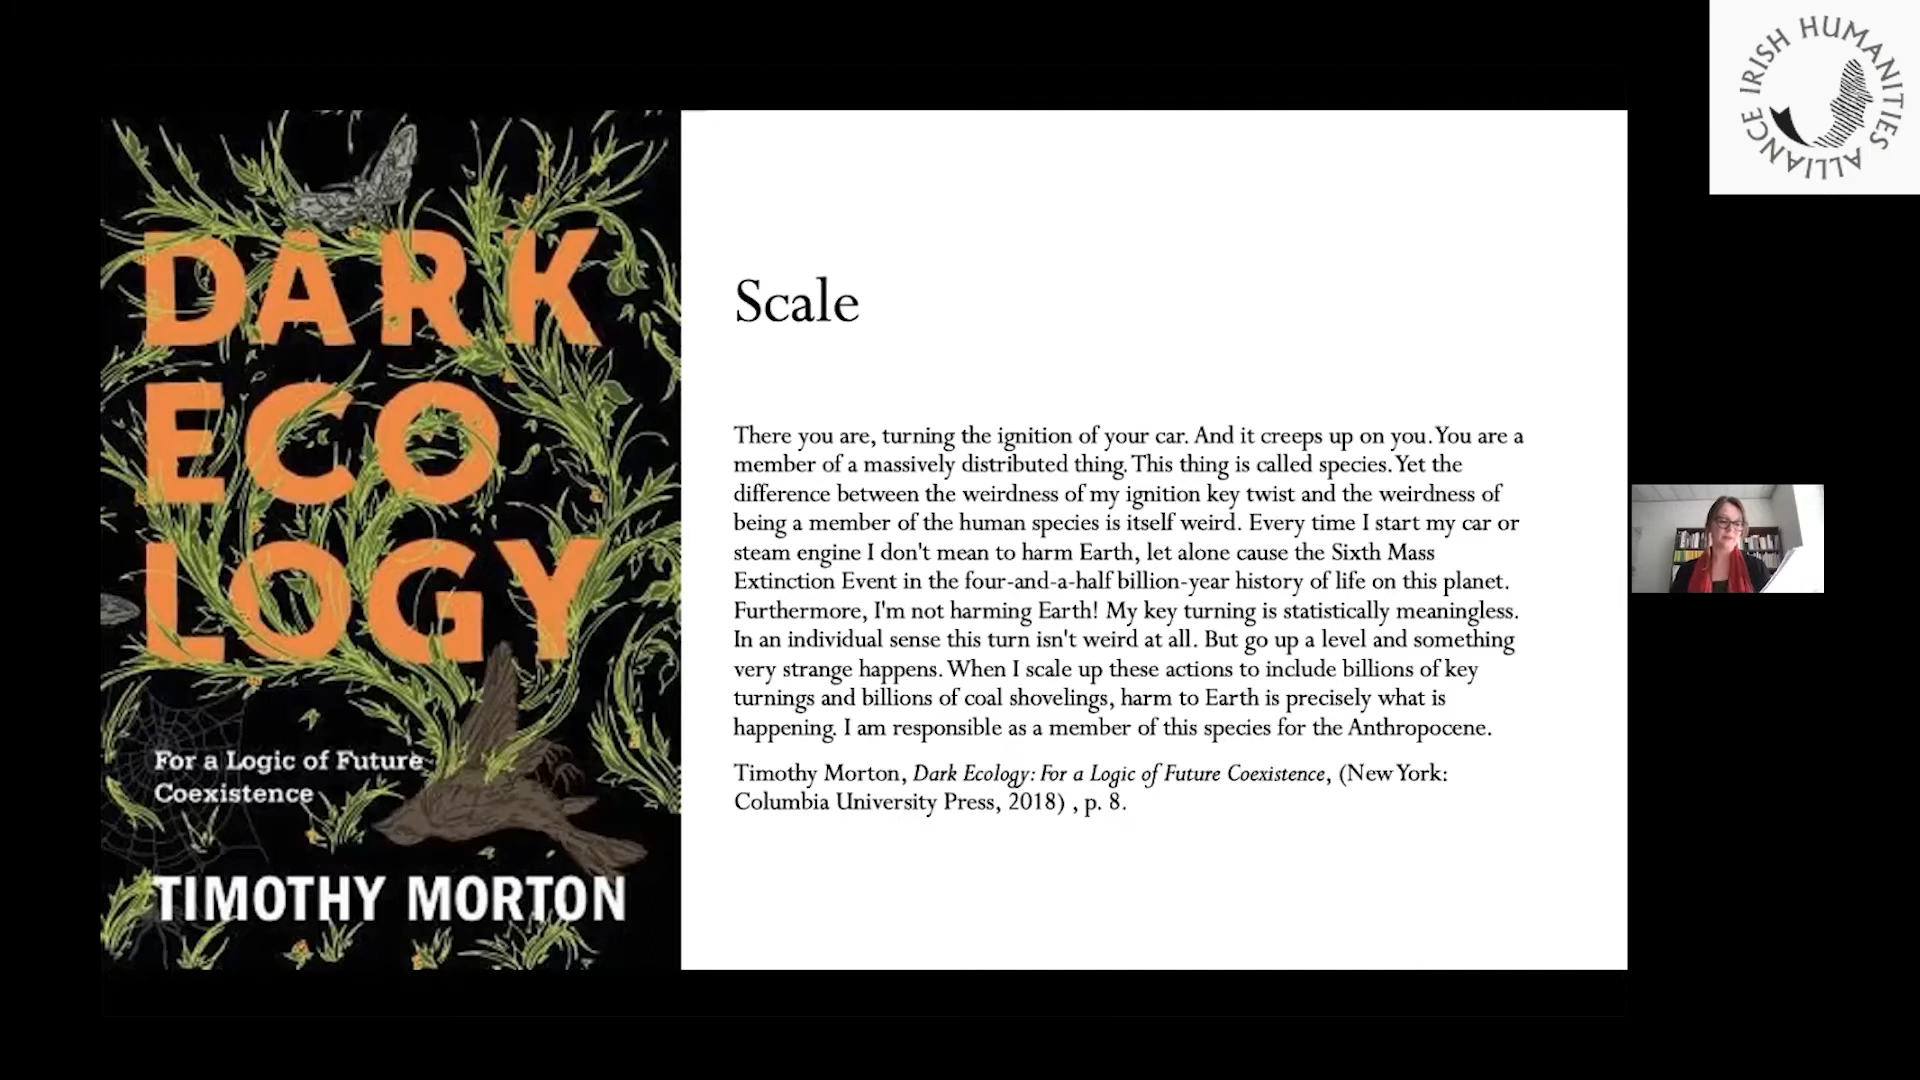 DARK
ECO
LOGY
For a Logic of Future
Coexistence
TIMOTHY MORTON
Scale
There you are, turning the ignition of your car. And it creeps up on you. You are a
member of a massively distributed thing. This thing is called species. Yet the
difference between the weirdness of my ignition key twist and the weirdness of
being a member of the human species is itself weird. Every time I start my car or
steam engine I don't mean to harm Earth, let alone cause the Sixth Mass
Extinction Event in the four-and-a-half billion-year history of life on this planet.
Furthermore, I'm not harming Earth! My key turning is statistically meaningless.
In an individual sense this turn isn't weird at all. But go up a level and something
very strange happens. When I scale up these actions to include billions of key
turnings and billions of coal shovelings, harm to Earth is precisely what is
happening. I am responsible as a member of this species for the Anthropocene.
Timothy Morton, Dark Ecology: For a Logic of Future Coexistence, (New York:
Columbia University Press, 2018) , p. 8.
IRISH HUMANITIES ALLIANCE